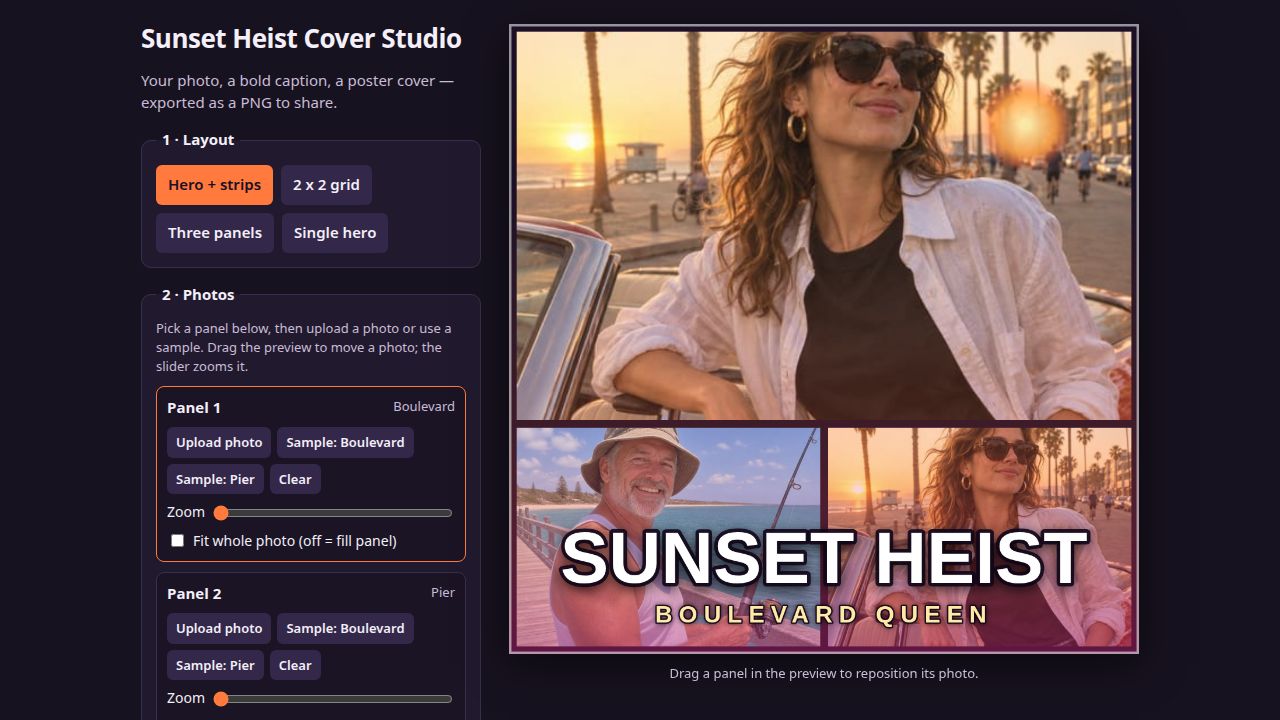 Sunset Heist Cover Studio
Your photo, a bold caption, a poster cover —
exported as a PNG to share.
1 · Layout
Hero + strips
2 x 2 grid
Three panels
Single hero
2 · Photos
Pick a panel below, then upload a photo or use a
sample. Drag the preview to move a photo; the
slider zooms it.
Panel 1
Boulevard
Upload photo
Sample: Boulevard
Sample: Pier
Clear
Zoom
Fit whole photo (off = fill panel)
Panel 2
Pier
Upload photo
Sample: Boulevard
Sample: Pier
Clear
Zoom
SUNSET HEIST
BOULEVARD QUEEN
Drag a panel in the preview to reposition its photo.